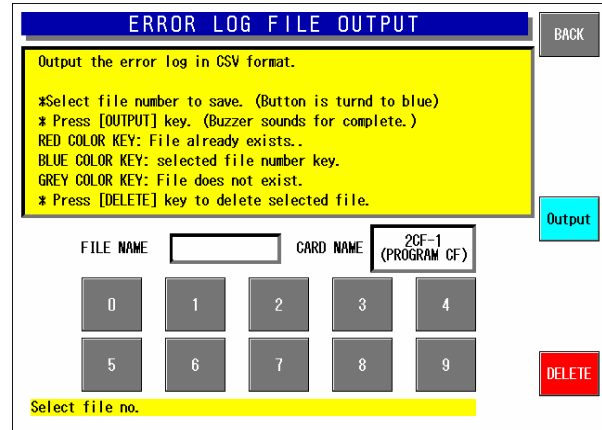 ERROR LOG FILE OUTPUT
BACK
Output the error log in CSV format.
*Select file number to save. (Button is turnd to blue)
* Press [OUTPUT] key. (Buzzer sounds for complete.)
RED COLOR KEY: File already exists..
BLUE COLOR KEY: selected file number key.
GREY COLOR KEY: File does not exist.
* Press [DELETE] key to delete selected file.
Output
FILE NAME
CARD NAME
2CF-1
(PROGRAM CF)
0 1 2 3 4
5 6 7 8 9
DELETE
Select file no.